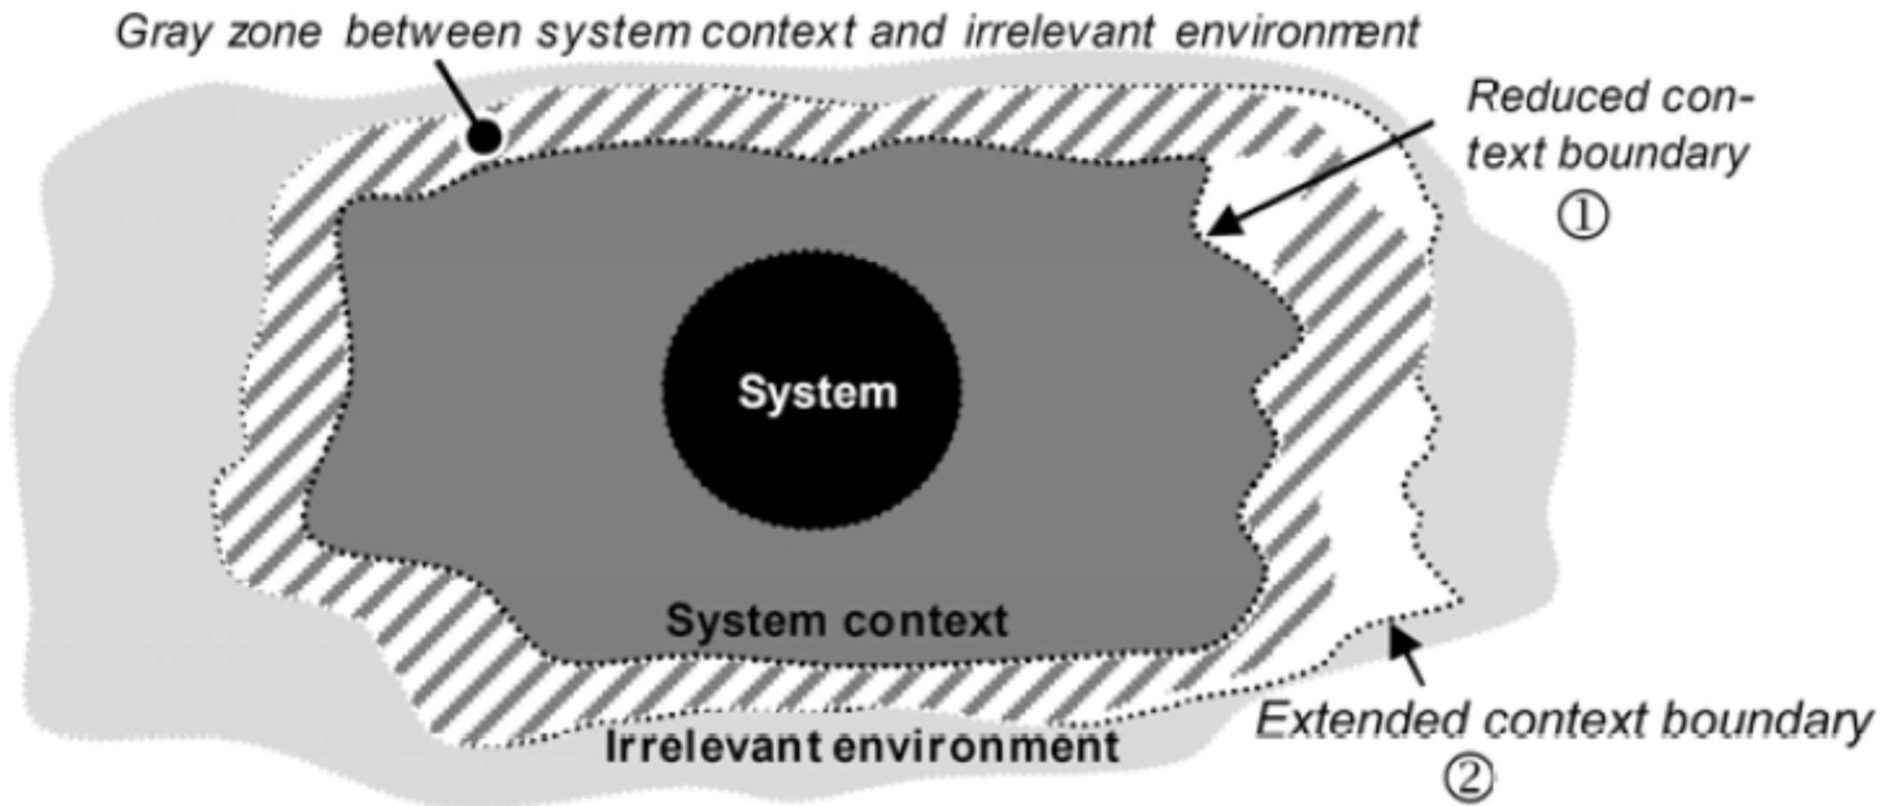 Gray zone between system context and irrelevant environment
Reduced con-
text boundary
①
System
System context
Extended context boundary
Irrelevant environment
②